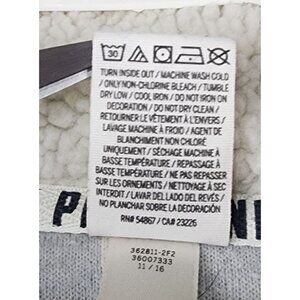 30
TURN INSIDE OUT / MACHINE WASH COLD
/ ONLY NON-CHLORINE BLEACH / TUMBLE
DRY LOW / COOL IRON / DO NOT IRON ON
DECORATION / DO NOT DRY CLEAN /
RETOURNER LE VÊTEMENT À L'ENVERS /
LAVAGE MACHINE À FROID / AGENT DE
BLANCHIMENT NON CHLORÉ
UNIQUEMENT / SÉCHAGE MACHINE À
BASSE TEMPÉRATURE / REPASSAGE À
BASSE TEMPÉRATURE / NE PAS REPASSER
SUR LES ORNEMENTS / NETTOYAGE À SEC
INTERDIT / LAVAR DEL LADO DEL REVÉS /
NO PLANCHAR SOBRE LA DECORACIÓN
RN# 54867 / CA# 23226
P
362811-2F2
36007333
11 / 16